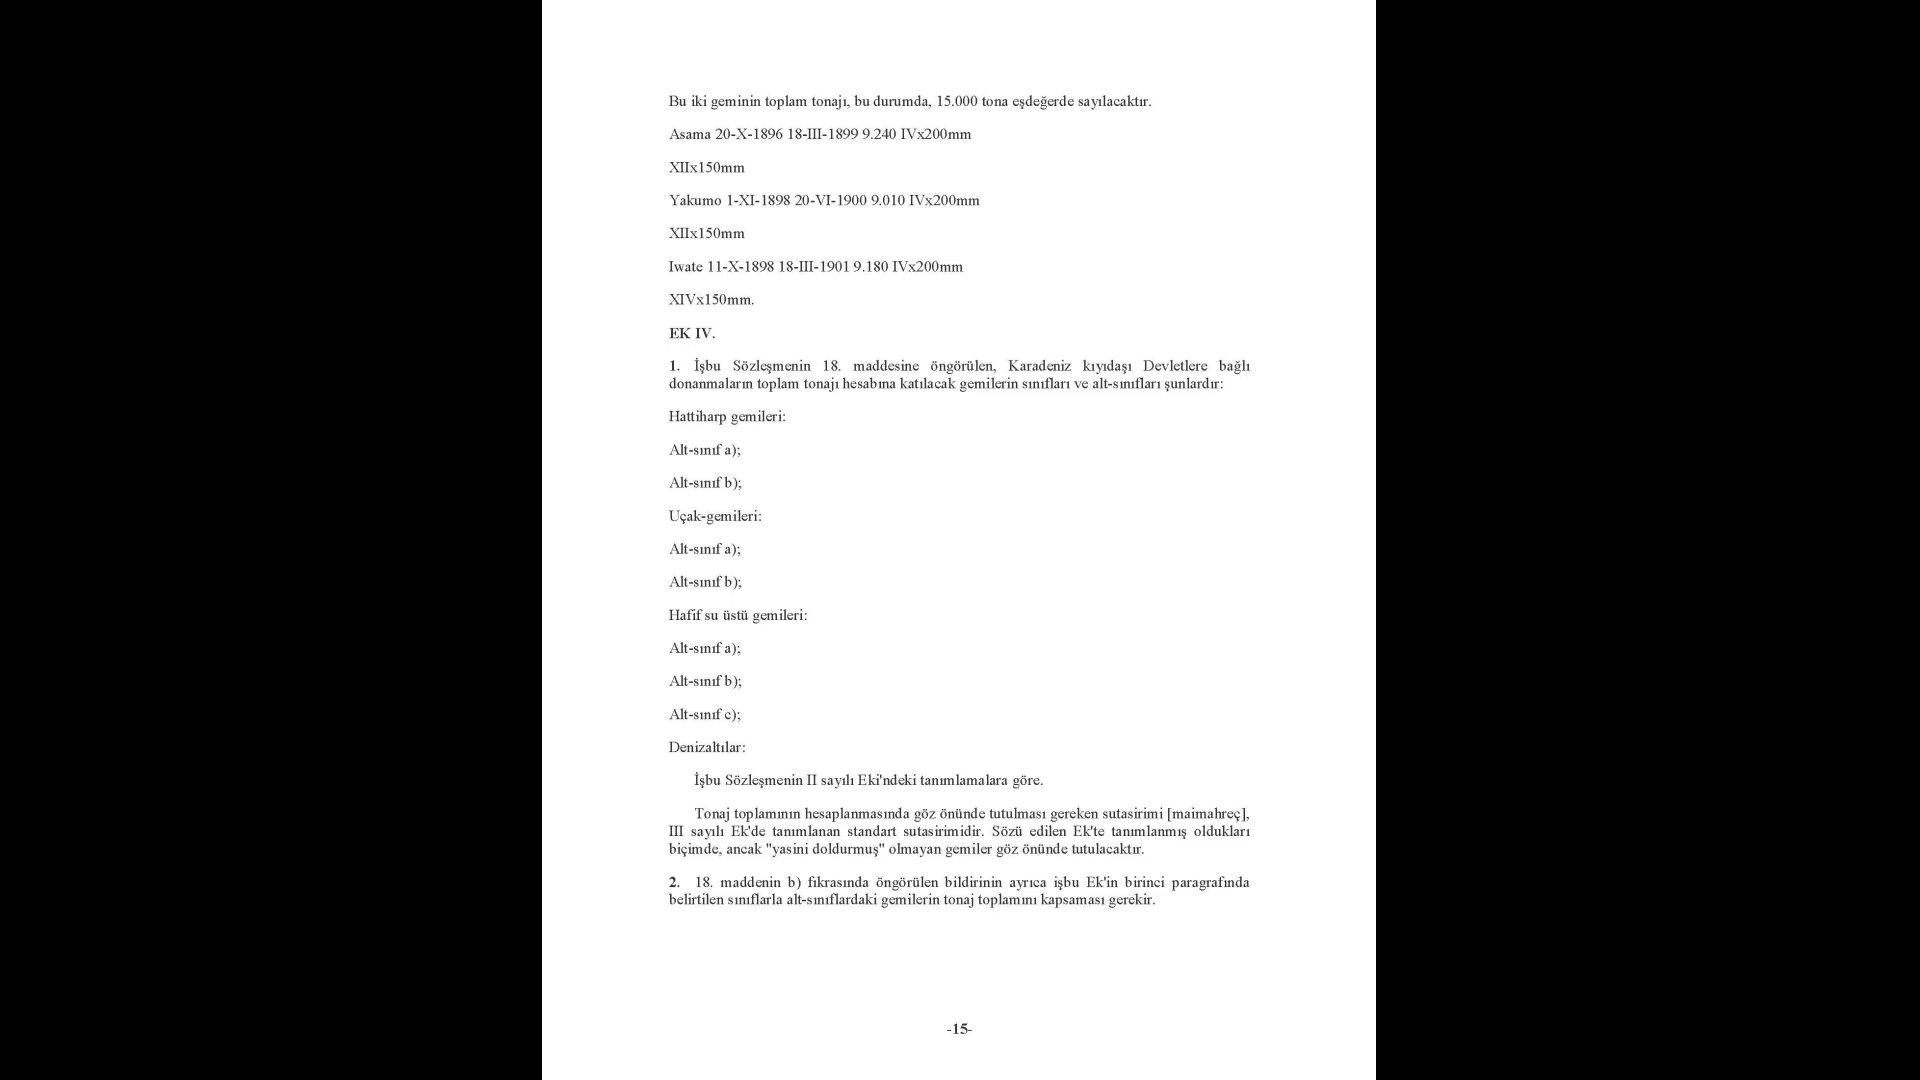 Bu iki geminin toplam tonajı, bu durumda, 15.000 tona eşdeğerde sayılacaktır.
Asama 20-X-1896 18-III-1899 9.240 IVx200mm
XIIx150mm
Yakumo 1-XI-1898 20-VI-1900 9.010 IVx200mm
XIIx150mm
Iwate 11-X-1898 18-III-1901 9.180 IVx200mm
XIVx150mm.
EK IV.
1. İşbu Sözleşmenin 18. maddesine öngörülen, Karadeniz kıyıdaşı Devletlere bağlı
donanmaların toplam tonajı hesabına katılacak gemilerin sınıfları ve alt-sınıfları şunlardır:
Hattiharp gemileri:
Alt-sınıf a);
Alt-sınıf b);
Uçak-gemileri:
Alt-sınıf a);
Alt-sınıf b);
Hafif su üstü gemileri:
Alt-sınıf a);
Alt-sınıf b);
Alt-sınıf c);
Denizaltılar:
İşbu Sözleşmenin II sayılı Eki'ndeki tanımlamalara göre.
Tonaj toplamının hesaplanmasında göz önünde tutulması gereken sutasirimi [maimahreç],
III sayılı Ek'de tanımlanan standart sutasirimidir. Sözü edilen Ek'te tanımlanmış oldukları
biçimde, ancak "yasini doldurmuş" olmayan gemiler göz önünde tutulacaktır.
2. 18. maddenin b) fıkrasında öngörülen bildirinin ayrıca işbu Ek'in birinci paragrafında
belirtilen sınıflarla alt-sınıflardaki gemilerin tonaj toplamını kapsaması gerekir.
-15-